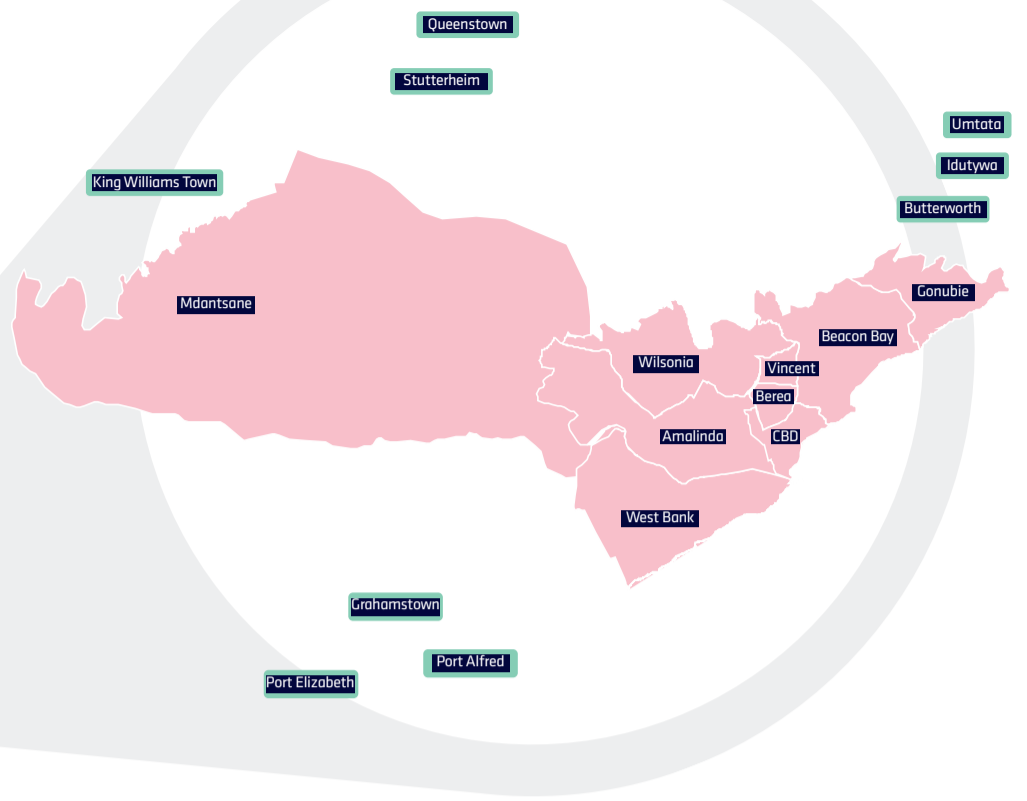 Queenstown
Stutterheim
Umtata
Idutywa
King Williams Town
Butterworth
Gonubie
Mdantsane
Beacon Bay
Wilsonia
Vincent
Berea
Amalinda
CBD
West Bank
Grahamstown
Port Alfred
Port Elizabeth